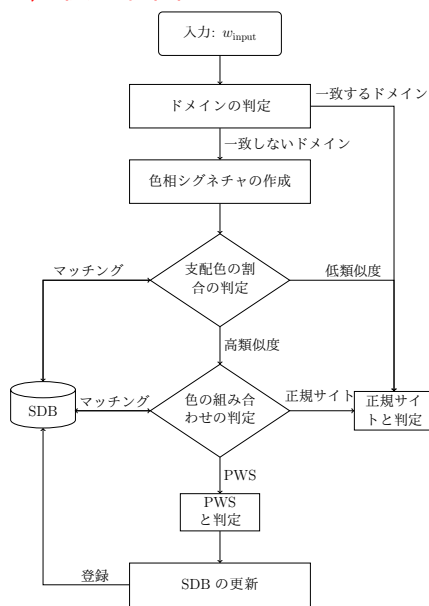 入力: w_input
一致するドメイン
ドメインの判定
一致しないドメイン
色相シグネチャの作成
マッチング
支配色の割
合の判定
低類似度
高類似度
SDB
マッチング
色の組み合
わせの判定
正規サイト
正規サイ
トと判定
PWS
PWS
と判定
登録
SDB の更新